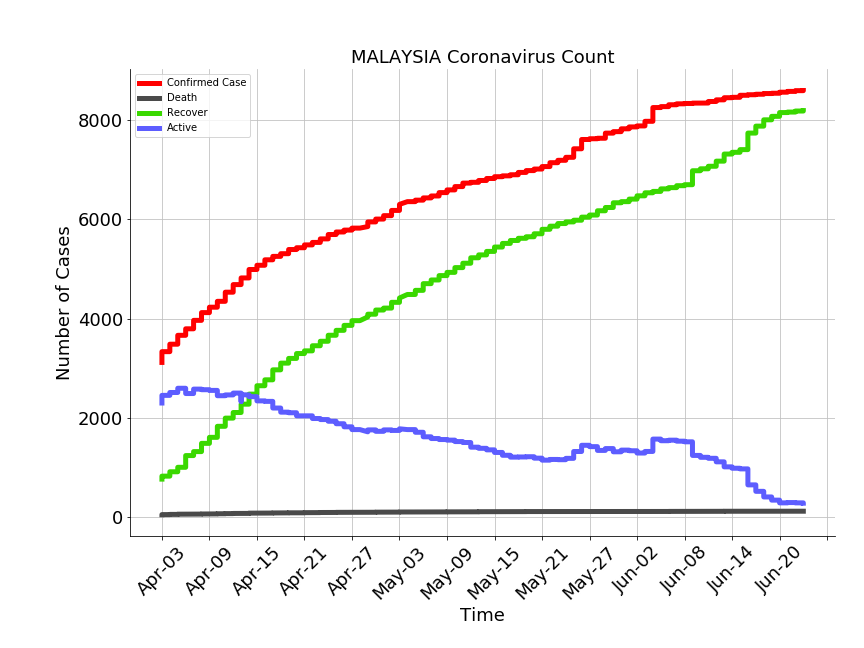 MALAYSIA Coronavirus Count
Confirmed Case
Death
Recover
Active
Number of Cases
8000
6000
4000
2000
0
Apr-03
Apr-09
Apr-15
Apr-21
Apr-27
May-03
May-09
May-15
May-21
May-27
Jun-02
Jun-08
Jun-14
Jun-20
Time